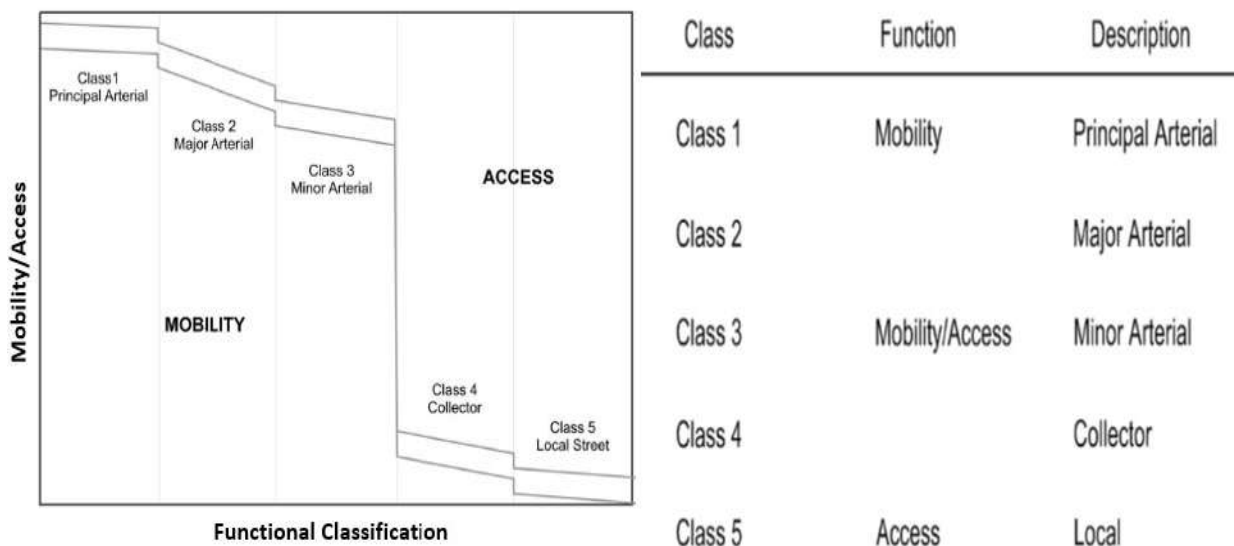 Class1
Principal Arterial
Class 2
Major Arterial
Class 3
Minor Arterial
ACCESS
MOBILITY
Class 4
Collector
Class 5
Local Street
Mobility/Access
Functional Classification
Class Function Description
Class 1 Mobility Principal Arterial
Class 2 Major Arterial
Class 3 Mobility/Access Minor Arterial
Class 4 Collector
Class 5 Access Local